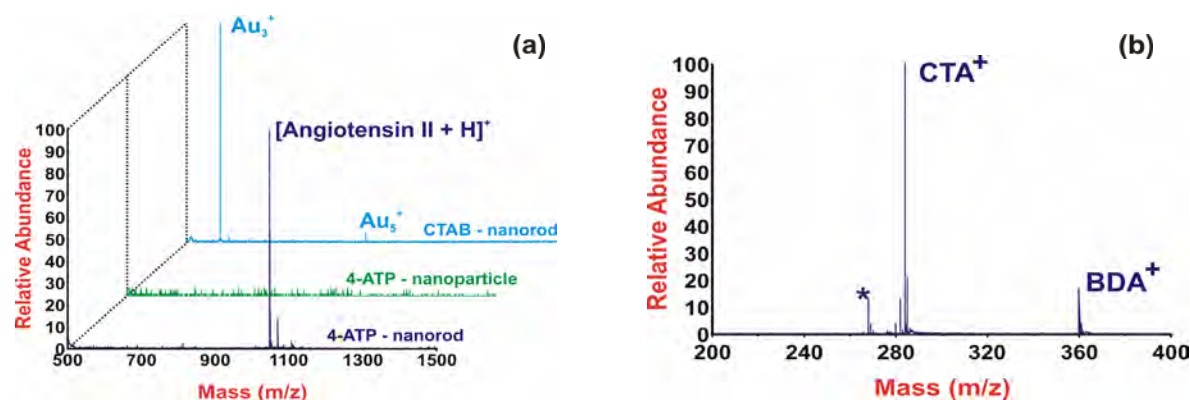 (a)
Au₃⁺
100
90
80
70
60
50
40
30
20
10
0
Relative Abundance
[Angiotensin II + H]⁺
Au₅⁺
CTAB - nanorod
4-ATP - nanoparticle
4-ATP - nanorod
500 700 900 1100 1300 1500
Mass (m/z)
(b)
100
90
80
70
60
50
40
30
20
10
0
Relative Abundance
CTA⁺
*
BDA⁺
200 240 280 320 360 400
Mass (m/z)